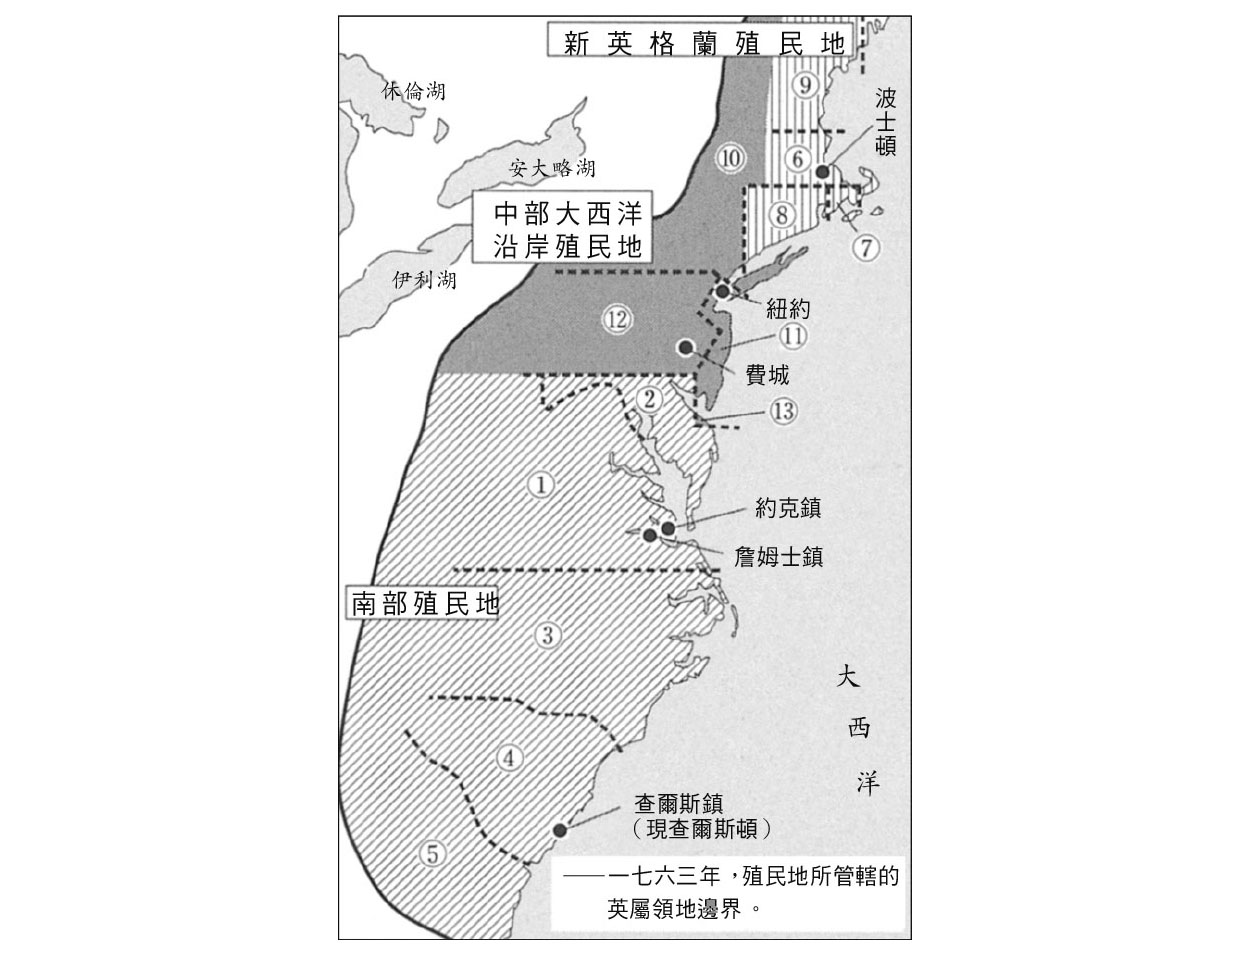 新英格蘭殖民地
⑨
休倫湖
波士頓
安大略湖
⑩
⑥
中部大西洋
沿岸殖民地
⑧
⑦
伊利湖
紐約
⑫
⑪
費城
②
⑬
①
約克鎮
詹姆士鎮
南部殖民地
③
大西洋
④
查爾斯鎮
（現查爾斯頓）
⑤
——一七六三年，殖民地所管轄的
英屬領地邊界。